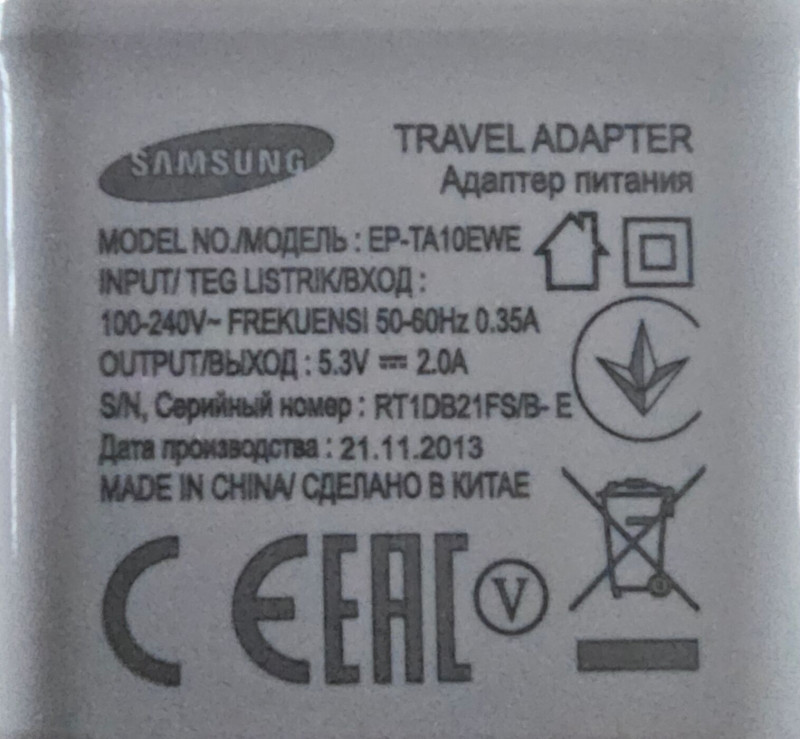 SAMSUNG
TRAVEL ADAPTER
Адаптер питания
MODEL NO./МОДЕЛЬ : EP-TA10EWE
INPUT/ TEG LISTRIK/ВХОД :
100-240V~ FREKUENSI 50-60Hz 0.35A
OUTPUT/ВЫХОД : 5.3V ⎓ 2.0A
S/N, Серийный номер : RT1DB21FS/B- E
Дата производства : 21.11.2013
MADE IN CHINA/ СДЕЛАНО В КИТАЕ
CE EAC V